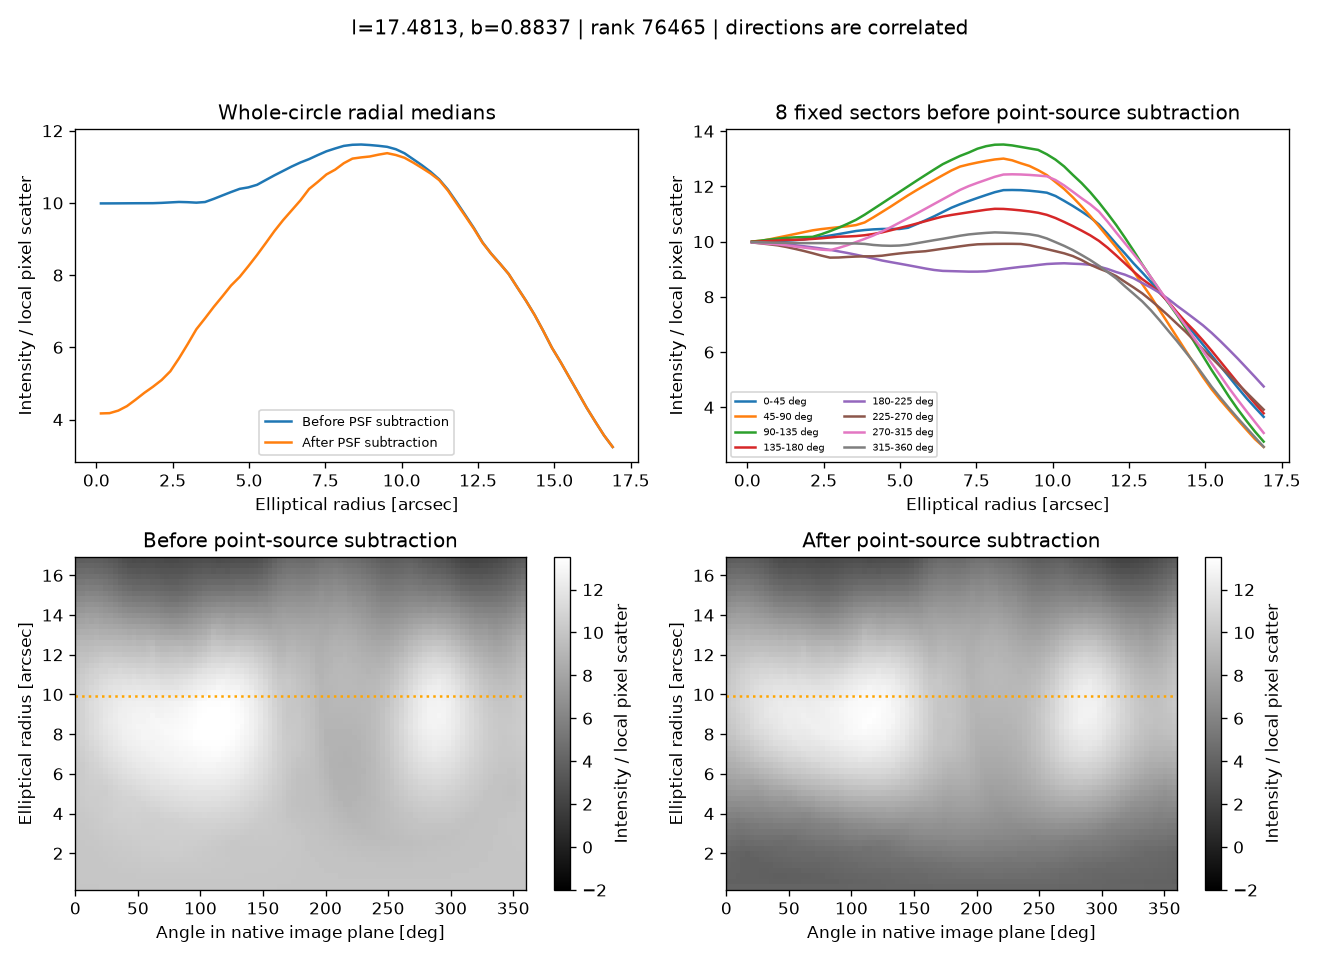 l=17.4813, b=0.8837 | rank 76465 | directions are correlated
Whole-circle radial medians
12
10
8
6
4
Intensity / local pixel scatter
Before PSF subtraction
After PSF subtraction
0.0 2.5 5.0 7.5 10.0 12.5 15.0 17.5
Elliptical radius [arcsec]
8 fixed sectors before point-source subtraction
14
12
10
8
6
4
Intensity / local pixel scatter
0-45 deg
45-90 deg
90-135 deg
135-180 deg
180-225 deg
225-270 deg
270-315 deg
315-360 deg
0.0 2.5 5.0 7.5 10.0 12.5 15.0 17.5
Elliptical radius [arcsec]
Before point-source subtraction
16
14
12
10
8
6
4
2
Elliptical radius [arcsec]
0 50 100 150 200 250 300 350
Angle in native image plane [deg]
12
10
8
6
4
2
0
−2
Intensity / local pixel scatter
After point-source subtraction
16
14
12
10
8
6
4
2
Elliptical radius [arcsec]
0 50 100 150 200 250 300 350
Angle in native image plane [deg]
12
10
8
6
4
2
0
−2
Intensity / local pixel scatter